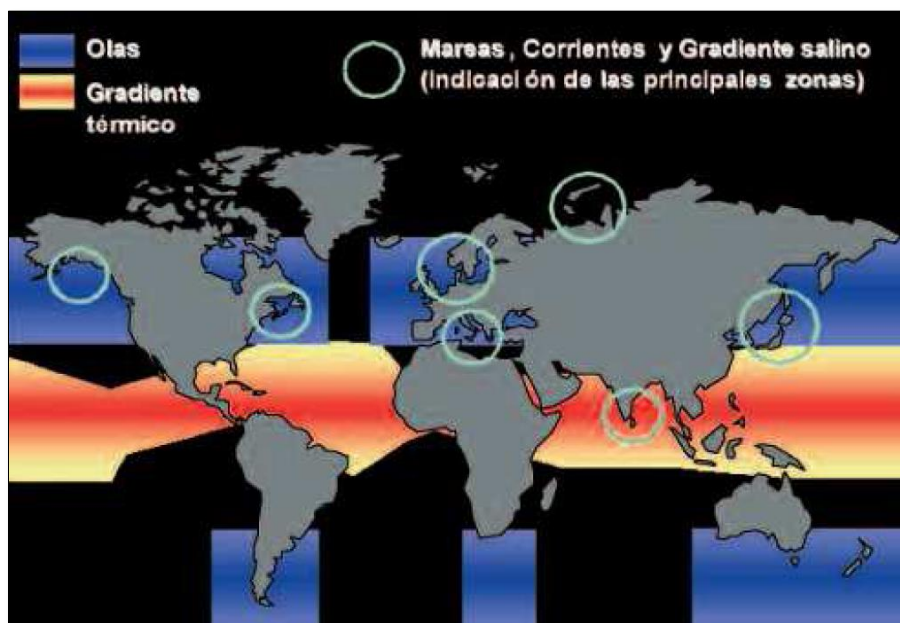 Olas
Gradiente
térmico
Mareas, Corrientes y Gradiente salino
(indicación de las principales zonas)